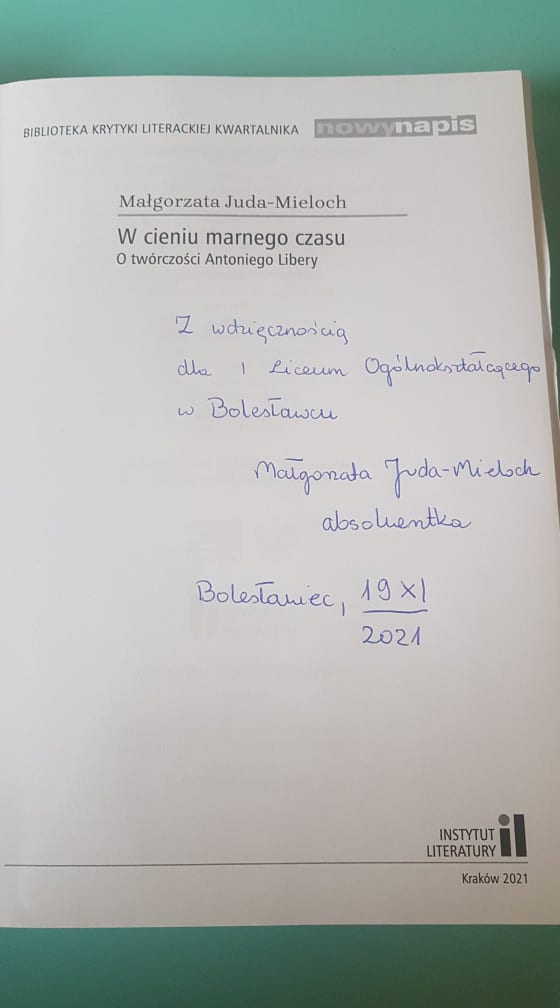 BIBLIOTEKA KRYTYKI LITERACKIEJ KWARTALNIKA nowynapis
Małgorzata Juda-Mieloch
W cieniu marnego czasu
O twórczości Antoniego Libery
Z wdzięcznością
dla I Liceum Ogólnokształcącego
w Bolesławcu
Małgorzata Juda-Mieloch
absolwentka
Bolesławiec, 19 XI
2021
INSTYTUT
LITERATURY il
Kraków 2021